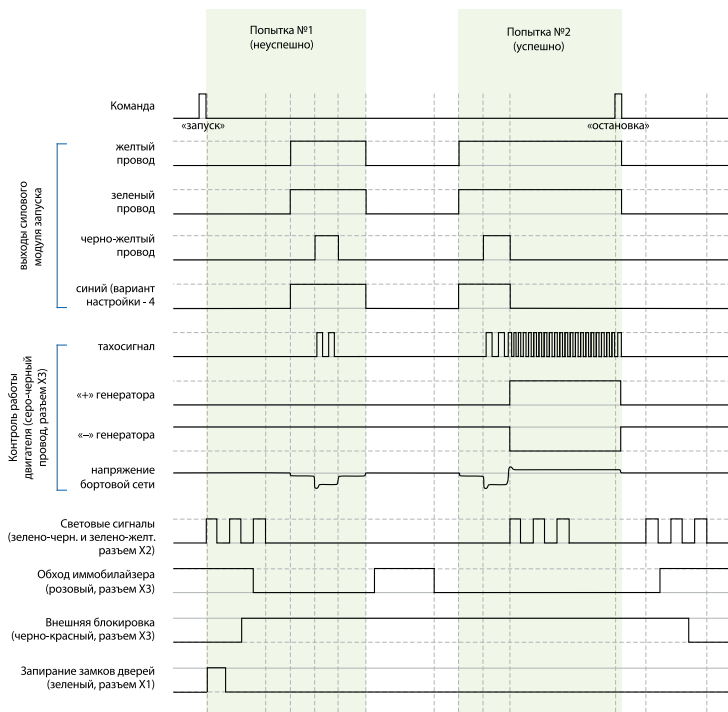 Попытка №1
(неуспешно)
Попытка №2
(успешно)
Команда
«запуск»
«остановка»
выходы силового
модуля запуска
желтый
провод
зеленый
провод
черно-желтый
провод
синий (вариант
настройки - 4
Контроль работы
двигателя (серо-черный
провод, разъем X3)
тахосигнал
«+» генератора
«–» генератора
напряжение
бортовой сети
Световые сигналы
(зелено-черн. и зелено-желт.
разъем X2)
Обход иммобилайзера
(розовый, разъем X3)
Внешняя блокировка
(черно-красный, разъем X3)
Запирание замков дверей
(зеленый, разъем X1)